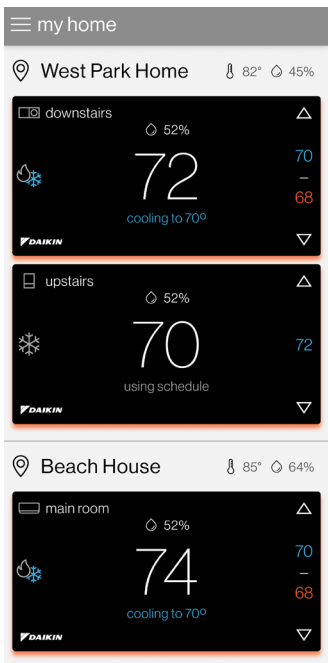 my home
West Park Home 82° 45%
downstairs
52%
72
70
–
68
cooling to 70º
DAIKIN
upstairs
52%
70
72
using schedule
DAIKIN
Beach House 85° 64%
main room
52%
74
70
–
68
cooling to 70º
DAIKIN